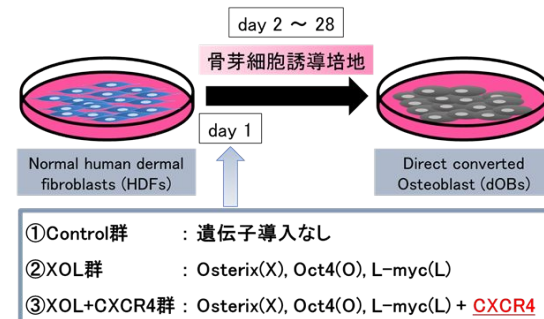 day 2 ～ 28
骨芽細胞誘導培地
day 1
Normal human dermal
fibroblasts (HDFs)
Direct converted
Osteoblast (dOBs)
①Control群 : 遺伝子導入なし
②XOL群 : Osterix(X), Oct4(O), L-myc(L)
③XOL+CXCR4群 : Osterix(X), Oct4(O), L-myc(L) + CXCR4